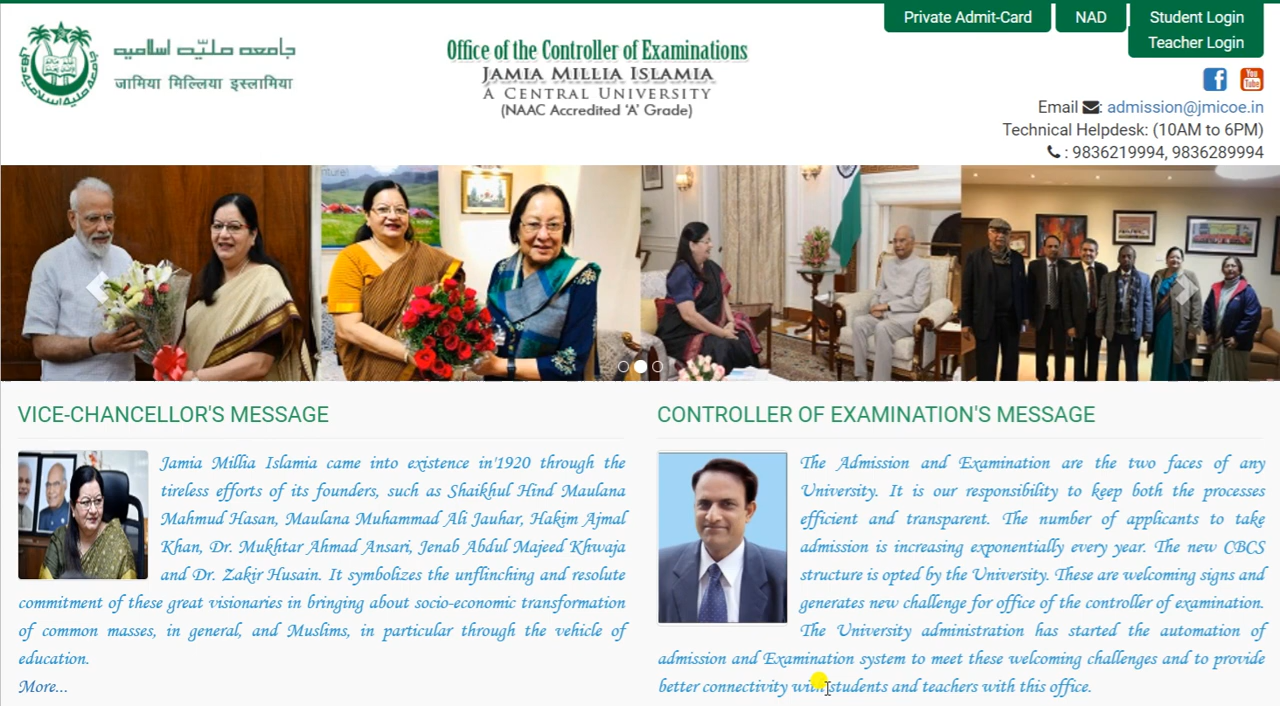 Private Admit-Card
NAD
Student Login
Teacher Login
جامعه ملیّه اسلامیه
जामिया मिल्लिया इस्लामिया
Office of the Controller of Examinations
JAMIA MILLIA ISLAMIA
A CENTRAL UNIVERSITY
(NAAC Accredited ‘A’ Grade)
You
Tube
Email : admission@jmicoe.in
Technical Helpdesk: (10AM to 6PM)
: 9836219994, 9836289994
nture!
VICE-CHANCELLOR'S MESSAGE
Jamia Millia Islamia came into existence in'1920 through the
tireless efforts of its founders, such as Shaikhul Hind Maulana
Mahmud Hasan, Maulana Muhammad Ali Jauhar, Hakim Ajmal
Khan, Dr. Mukhtar Ahmad Ansari, Jenab Abdul Majeed Khwaja
and Dr. Zakir Husain. It symbolizes the unflinching and resolute
commitment of these great visionaries in bringing about socio-economic transformation
of common masses, in general, and Muslims, in particular through the vehicle of
education.
More...
CONTROLLER OF EXAMINATION'S MESSAGE
The Admission and Examination are the two faces of any
University. It is our responsibility to keep both the processes
efficient and transparent. The number of applicants to take
admission is increasing exponentially every year. The new CBCS
structure is opted by the University. These are welcoming signs and
generates new challenge for office of the controller of examination.
The University administration has started the automation of
admission and Examination system to meet these welcoming challenges and to provide
better connectivity with students and teachers with this office.